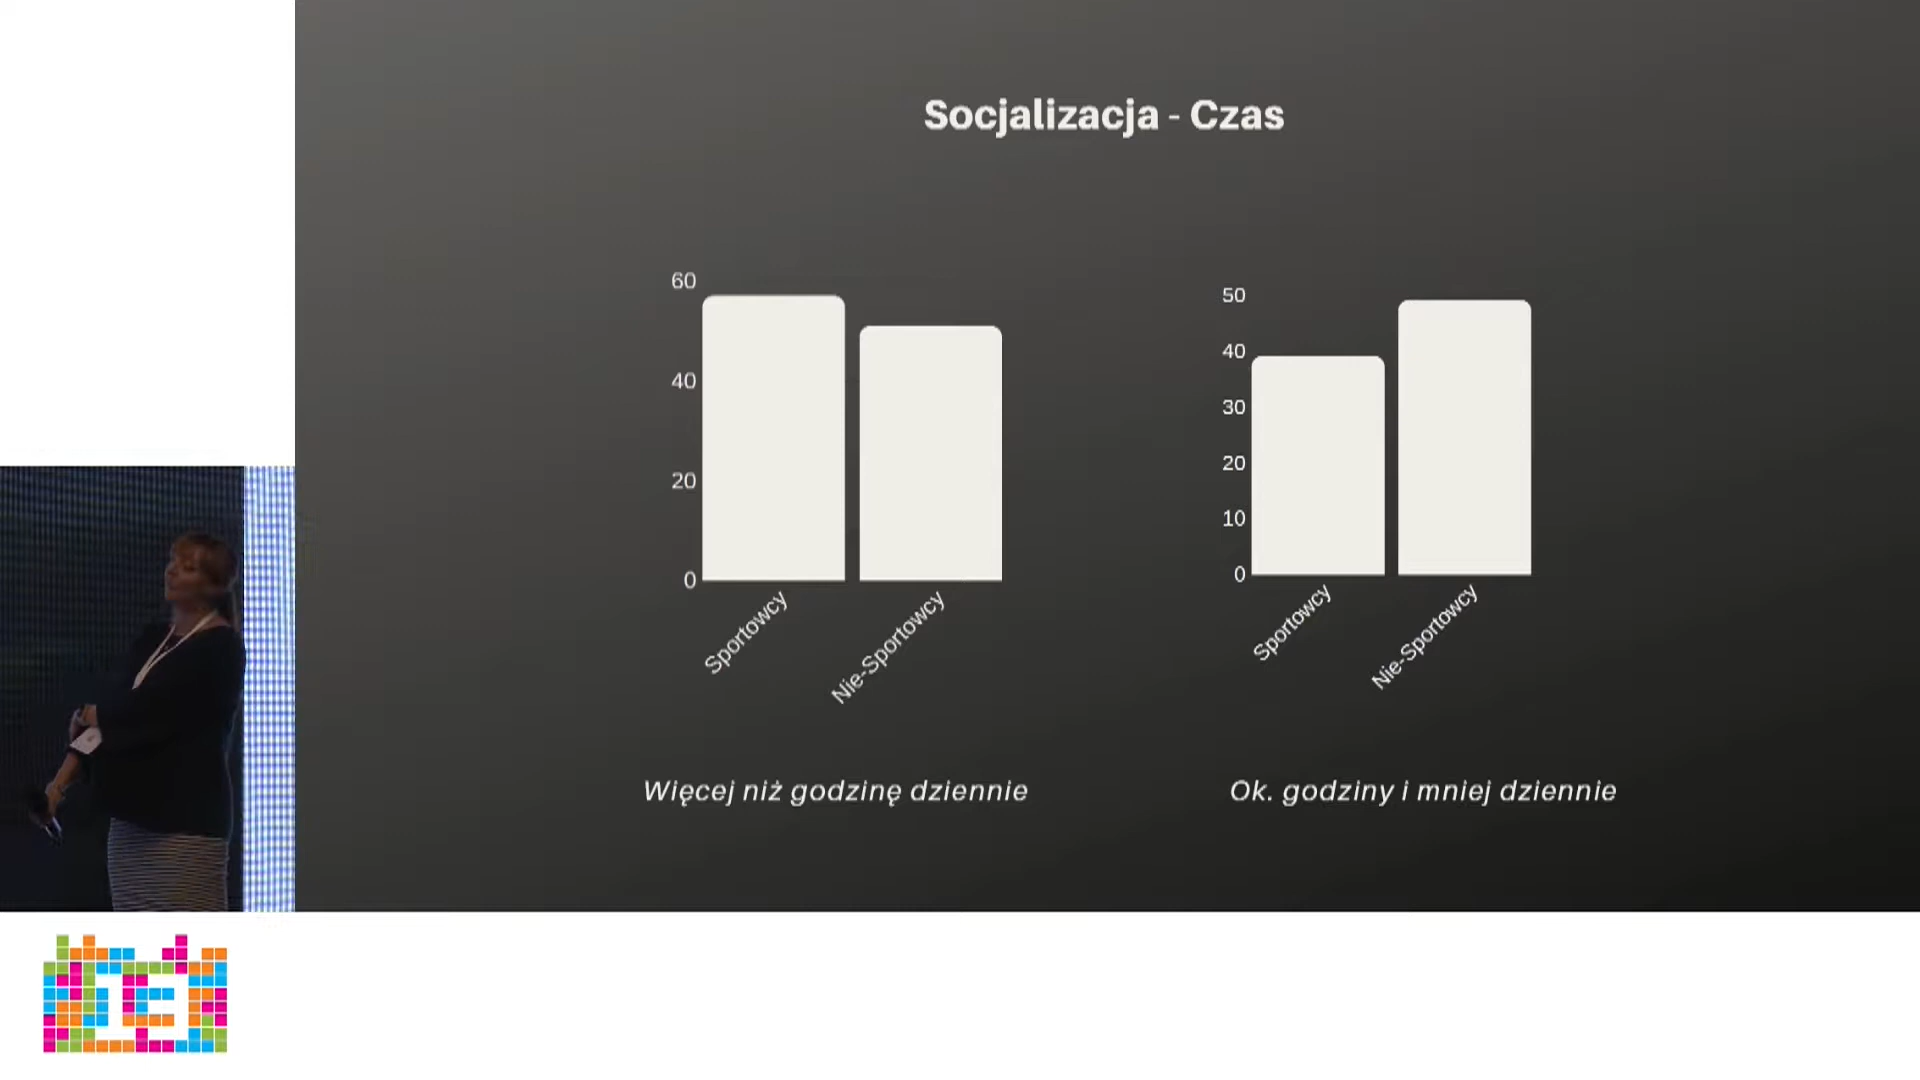 Socjalizacja - Czas
60
40
20
0
Sportowcy
Nie-Sportowcy
Więcej niż godzinę dziennie
50
40
30
20
10
0
Sportowcy
Nie-Sportowcy
Ok. godziny i mniej dziennie